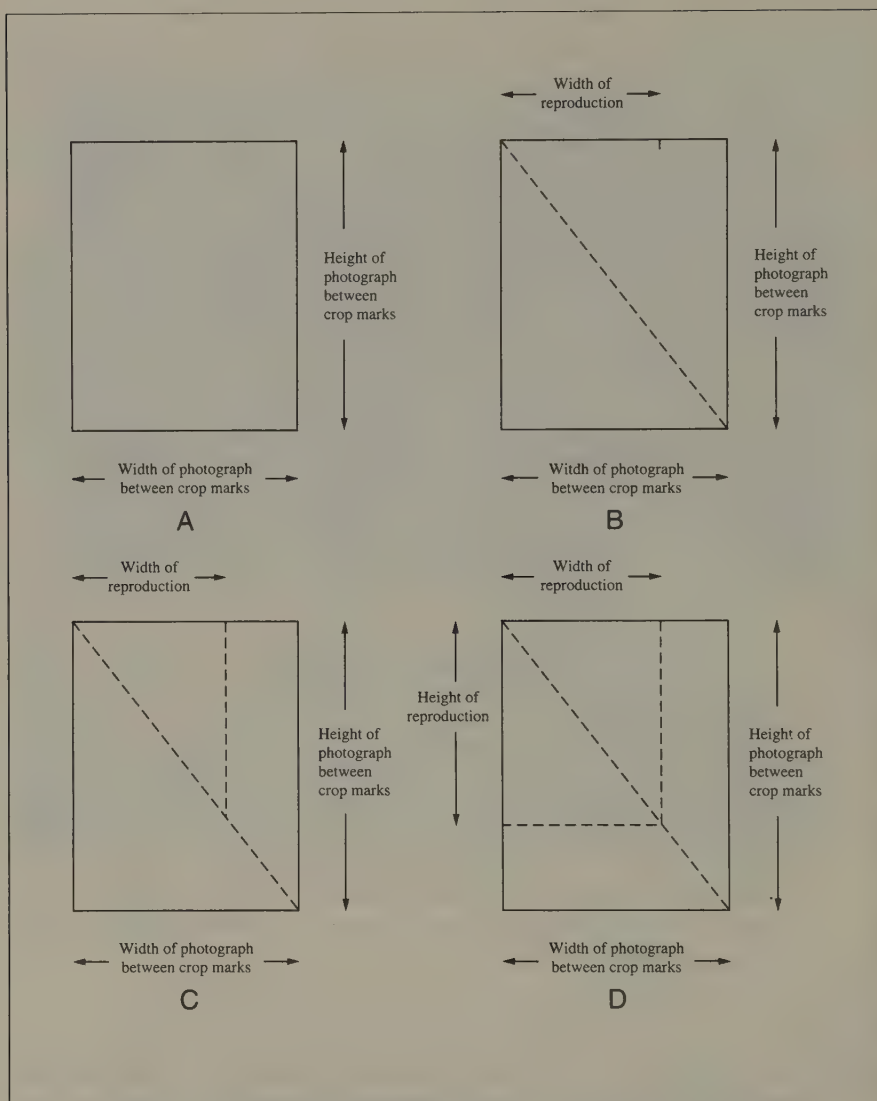 Height of
photograph
between
crop marks
Width of photograph
between crop marks
A
Width of
reproduction
Height of
photograph
between
crop marks
Witdh of photograph
between crop marks
B
Width of
reproduction
Height of
photograph
between
crop marks
Width of photograph
between crop marks
C
Width of
reproduction
Height of
reproduction
Height of
photograph
between
crop marks
Width of photograph
between crop marks
D